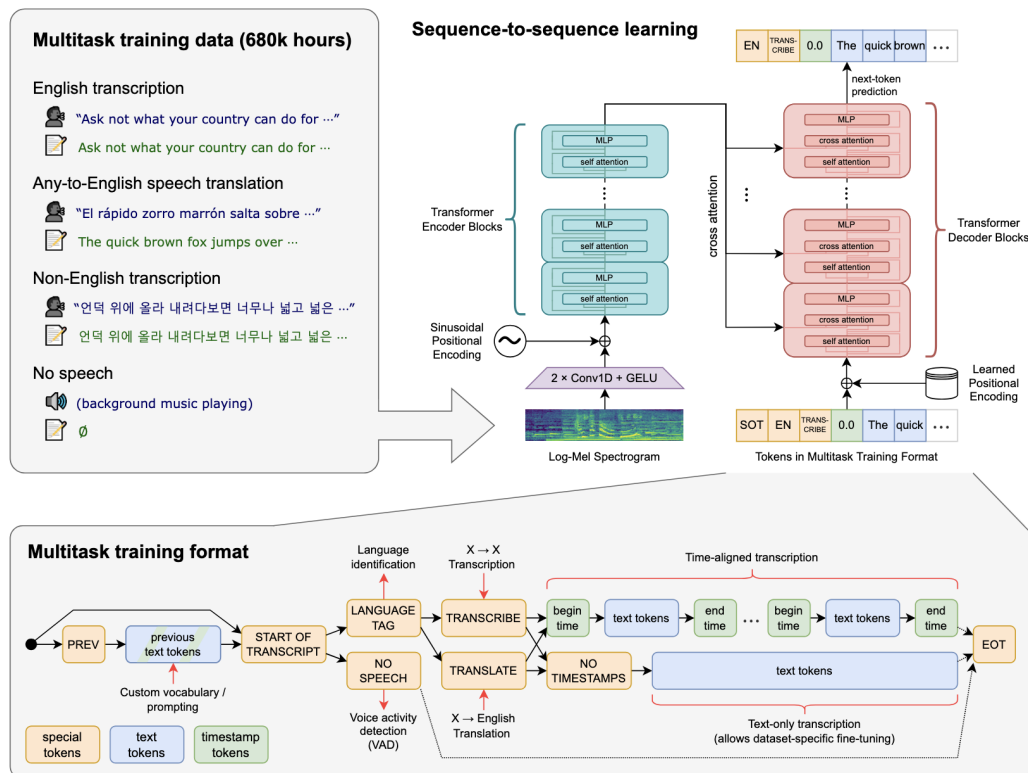 Multitask training data (680k hours)
English transcription
“Ask not what your country can do for ⋯”
Ask not what your country can do for ⋯
Any-to-English speech translation
“El rápido zorro marrón salta sobre ⋯”
The quick brown fox jumps over ⋯
Non-English transcription
“언덕 위에 올라 내려다보면 너무나 넓고 넓은 ⋯”
언덕 위에 올라 내려다보면 너무나 넓고 넓은 ⋯
No speech
(background music playing)
∅
Sequence-to-sequence learning
EN
TRANS-
CRIBE
0.0
The
quick
brown
⋯
next-token
prediction
MLP
self attention
⋮
MLP
self attention
MLP
self attention
Transformer
Encoder Blocks
cross attention
⋮
MLP
cross attention
self attention
⋮
MLP
cross attention
self attention
MLP
cross attention
self attention
Transformer
Decoder Blocks
Sinusoidal
Positional
Encoding
~
2 × Conv1D + GELU
Log-Mel Spectrogram
Learned
Positional
Encoding
SOT
EN
TRANS-
CRIBE
0.0
The
quick
⋯
Tokens in Multitask Training Format
Multitask training format
Language
identification
X → X
Transcription
Time-aligned transcription
PREV
previous
text tokens
START OF
TRANSCRIPT
LANGUAGE
TAG
NO
SPEECH
TRANSCRIBE
TRANSLATE
begin
time
text tokens
end
time
⋯
begin
time
text tokens
end
time
NO
TIMESTAMPS
text tokens
EOT
Custom vocabulary /
prompting
Voice activity
detection
(VAD)
X → English
Translation
Text-only transcription
(allows dataset-specific fine-tuning)
special
tokens
text
tokens
timestamp
tokens